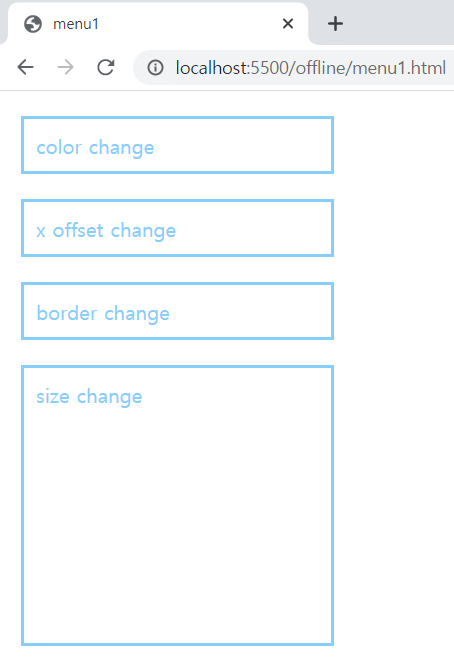 menu1
localhost:5500/offline/menu1.html
color change
x offset change
border change
size change